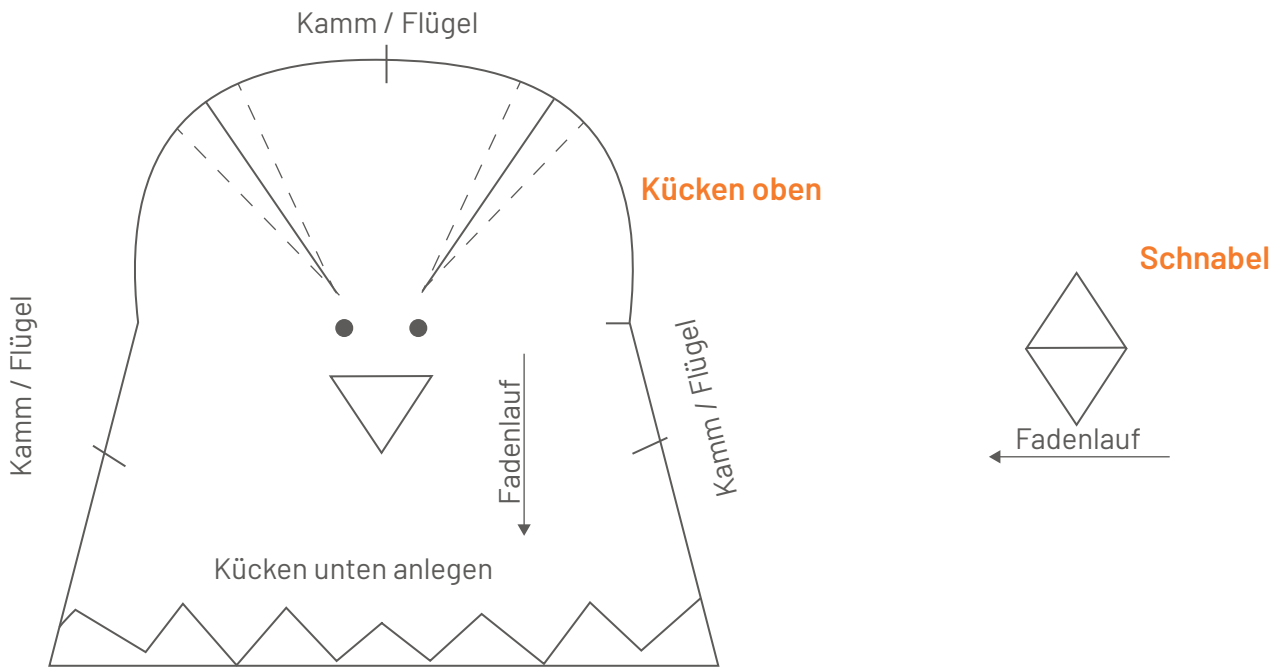 Kamm / Flügel
Kücken oben
Schnabel
Kamm / Flügel
Kamm / Flügel
Fadenlauf
Fadenlauf
Kücken unten anlegen